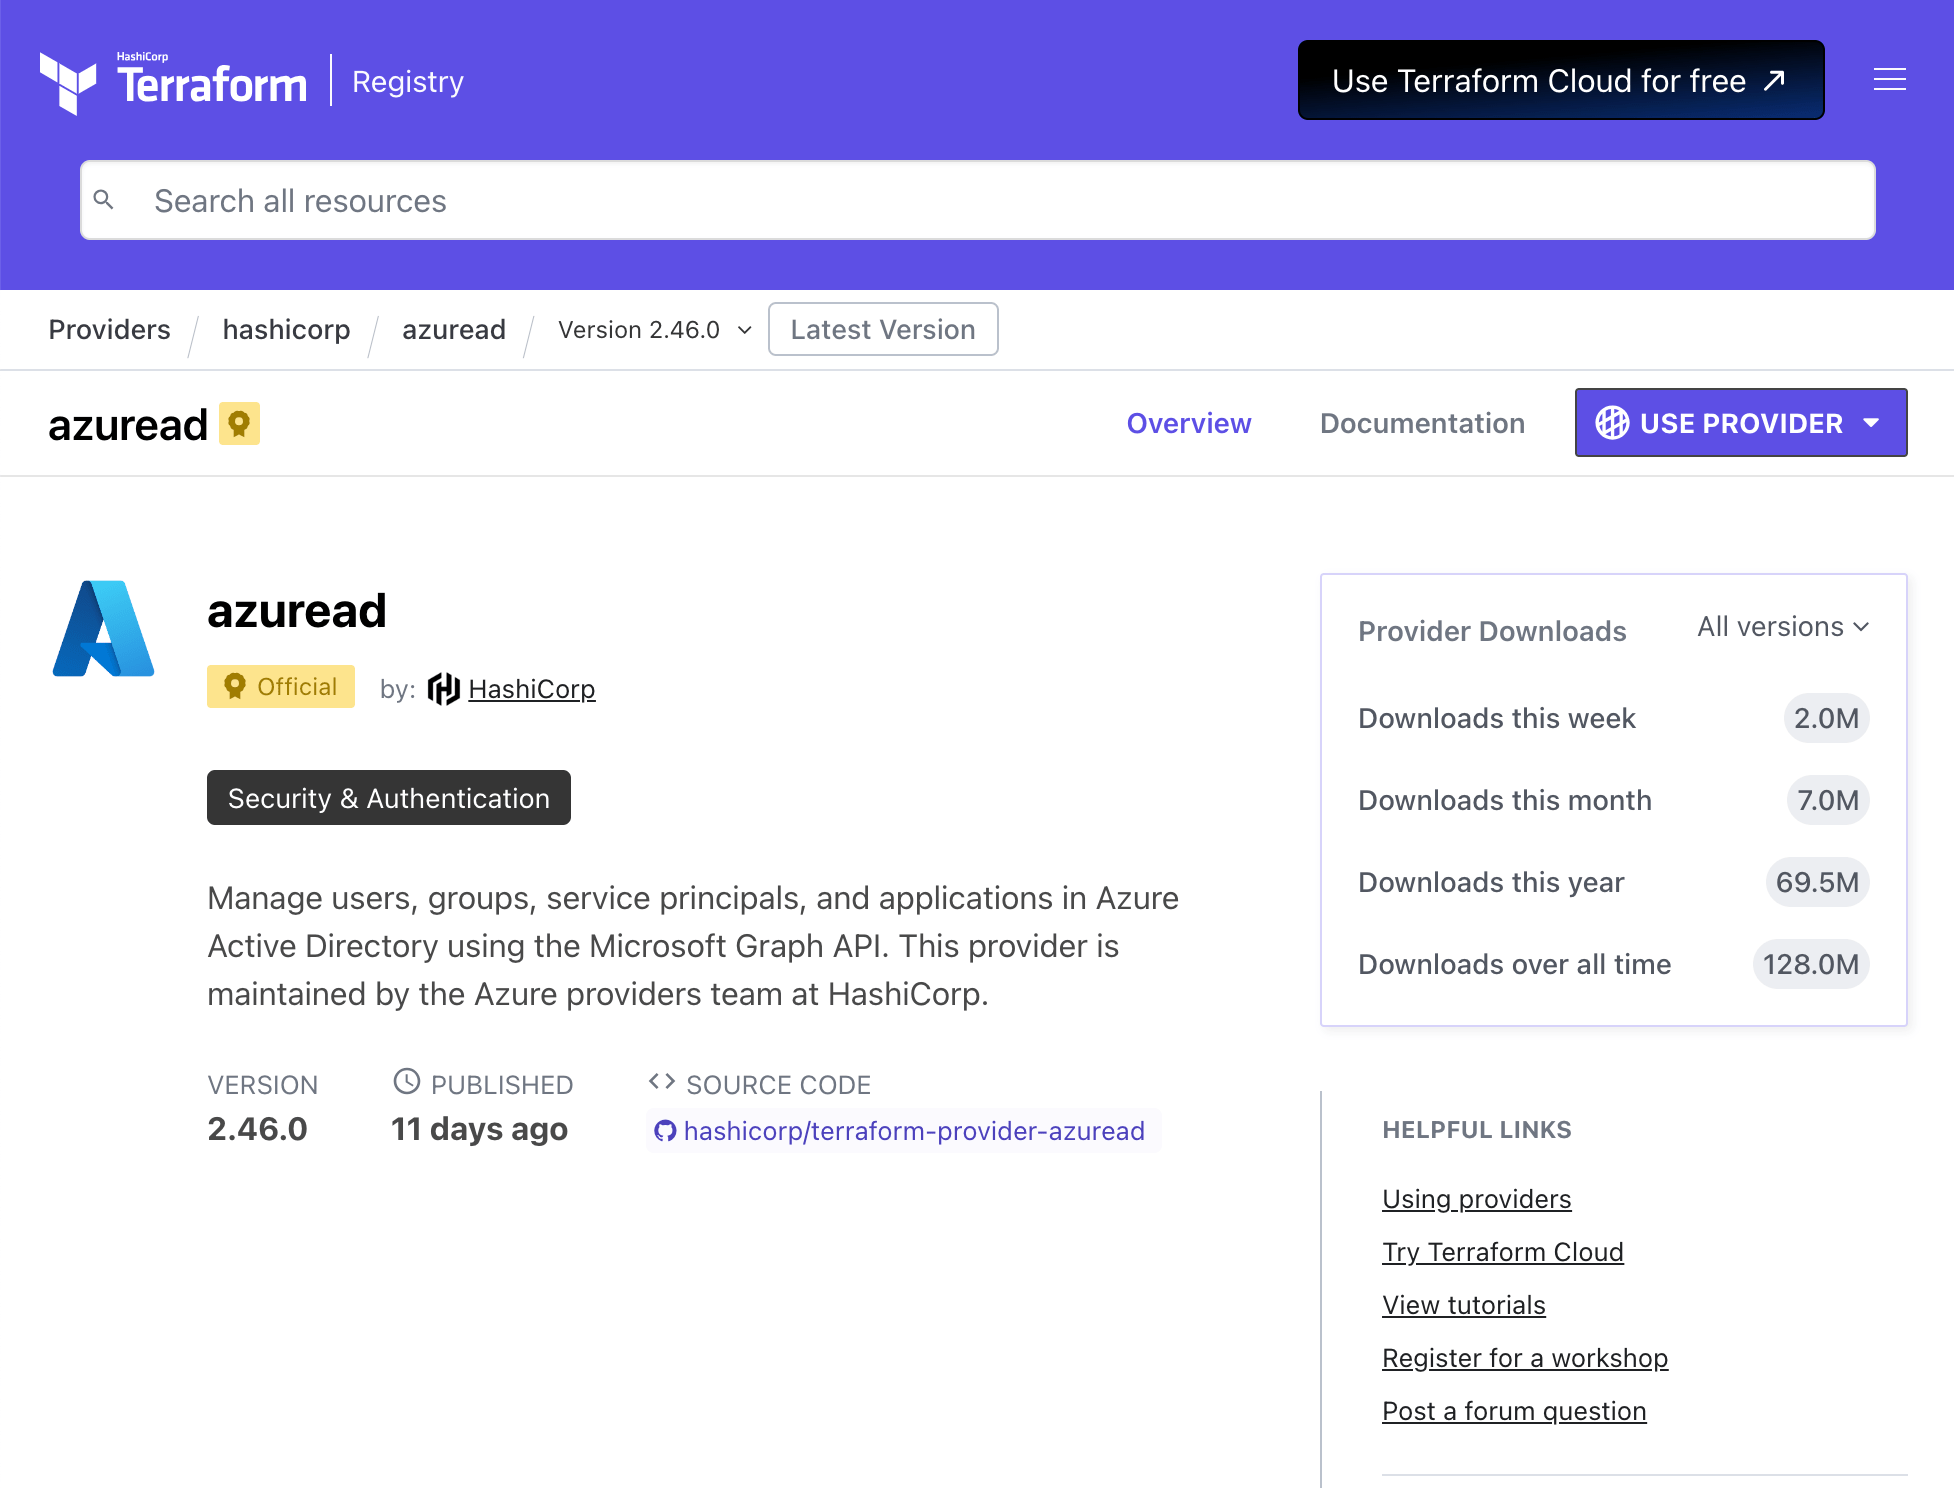 HashiCorp
Terraform
Registry
Use Terraform Cloud for free
Search all resources
Providers
hashicorp
azuread
Version 2.46.0
Latest Version
azuread
Overview
Documentation
USE PROVIDER
azuread
Official
by:
HashiCorp
Security & Authentication
Manage users, groups, service principals, and applications in Azure
Active Directory using the Microsoft Graph API. This provider is
maintained by the Azure providers team at HashiCorp.
VERSION
2.46.0
PUBLISHED
11 days ago
SOURCE CODE
hashicorp/terraform-provider-azuread
Provider Downloads
All versions
Downloads this week
2.0M
Downloads this month
7.0M
Downloads this year
69.5M
Downloads over all time
128.0M
HELPFUL LINKS
Using providers
Try Terraform Cloud
View tutorials
Register for a workshop
Post a forum question